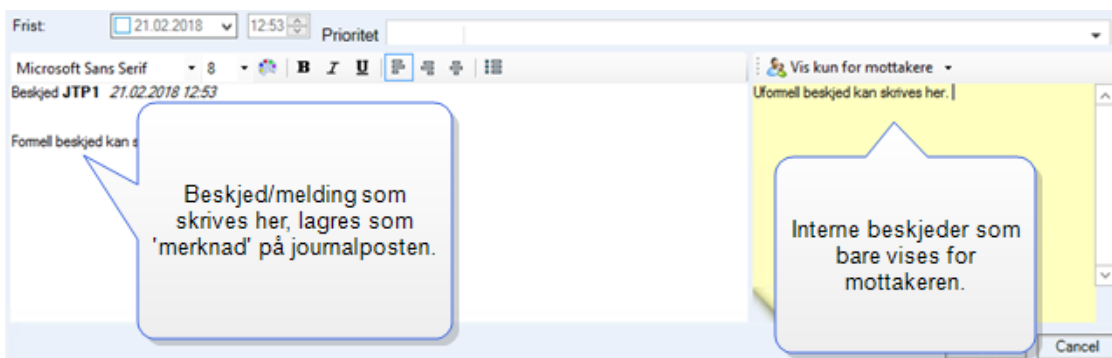 Frist: 21.02.2018 12:53 Prioritet
Microsoft Sans Serif 8 B I U Vis kun for mottakere
Beskjed JTP1 21.02.2018 12:53
Uformell beskjed kan skrives her.
Formell beskjed kan s
Beskjed/melding som
skrives her, lagres som
'merknad' på journalposten.
Interne beskjeder som
bare vises for
mottakeren.
Cancel